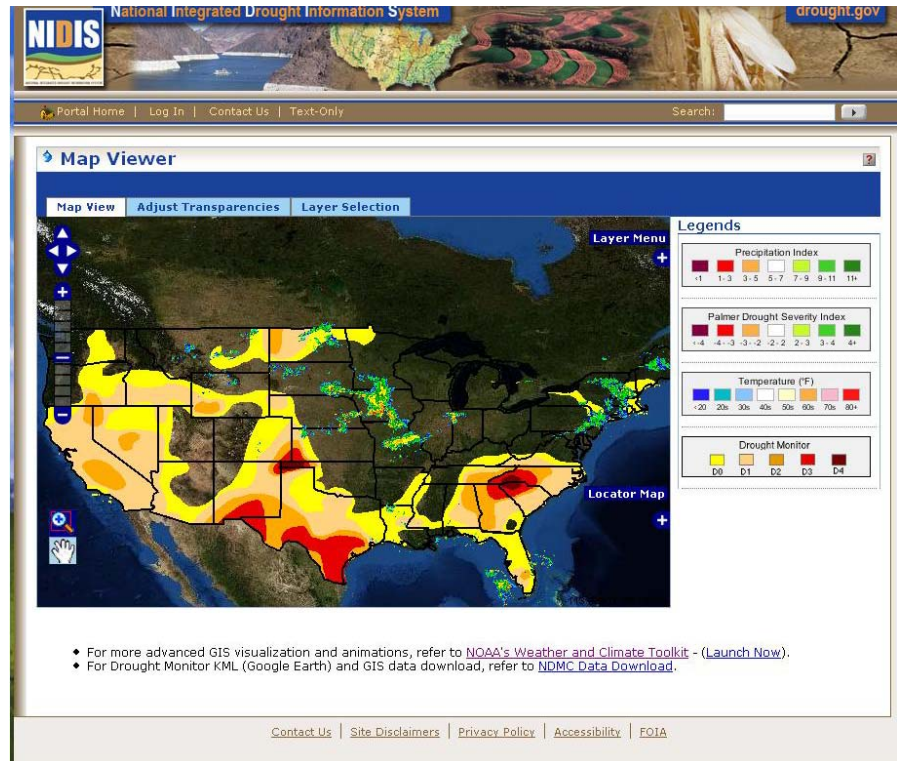 National Integrated Drought Information System
drought.gov
NIDIS
Portal Home | Log In | Contact Us | Text-Only
Search:
Map Viewer
?
Map View
Adjust Transparencies
Layer Selection
Layer Menu
+
Locator Map
+
Legends
Precipitation Index
<1 1-3 3-5 5-7 7-9 9-11 11+
Palmer Drought Severity Index
<-4 -4--3 -3--2 -2-2 2-3 3-4 4+
Temperature (°F)
<20 20s 30s 40s 50s 60s 70s 80+
Drought Monitor
D0 D1 D2 D3 D4
For more advanced GIS visualization and animations, refer to NOAA's Weather and Climate Toolkit - (Launch Now).
For Drought Monitor KML (Google Earth) and GIS data download, refer to NDMC Data Download.
Contact Us | Site Disclaimers | Privacy Policy | Accessibility | FOIA